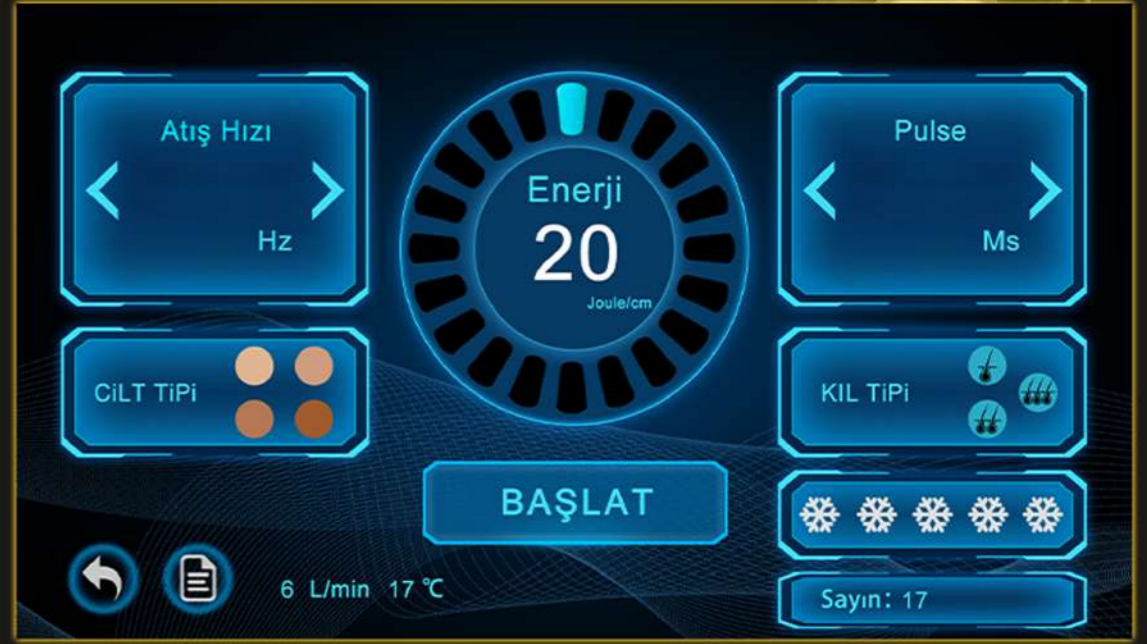 Atış Hızı
Hz
Enerji
20
Joule/cm
Pulse
Ms
CiLT TiPi
KIL TiPi
BAŞLAT
6 L/min 17 ℃
Sayın: 17